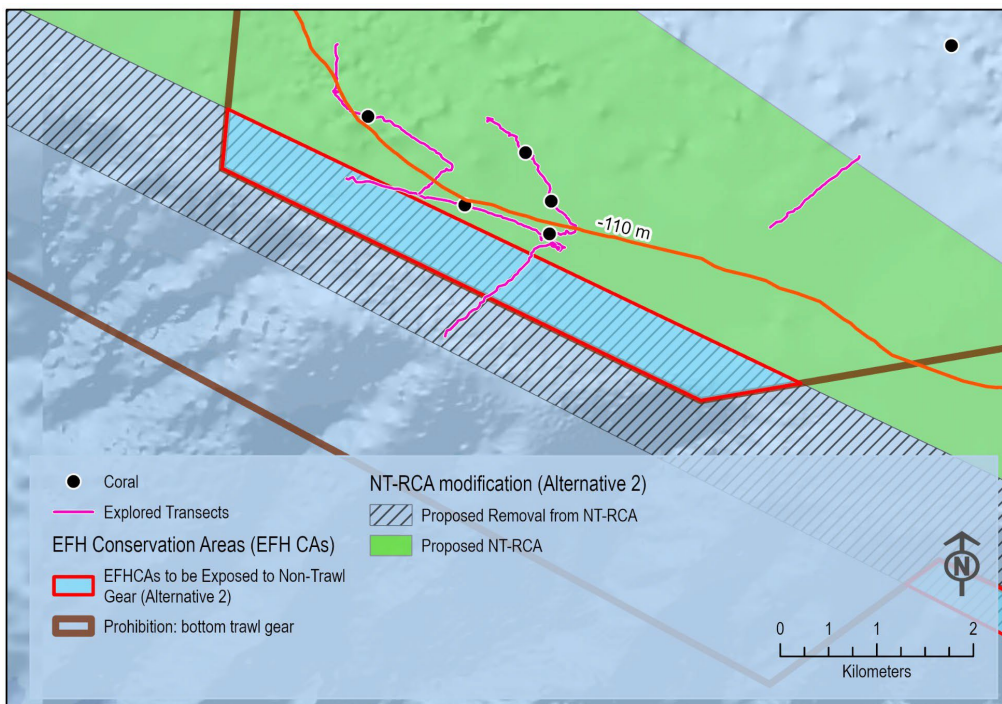 -110 m
Coral
Explored Transects
EFH Conservation Areas (EFH CAs)
EFHCAs to be Exposed to Non-Trawl
Gear (Alternative 2)
Prohibition: bottom trawl gear
NT-RCA modification (Alternative 2)
Proposed Removal from NT-RCA
Proposed NT-RCA
N
0 1 1 2
Kilometers